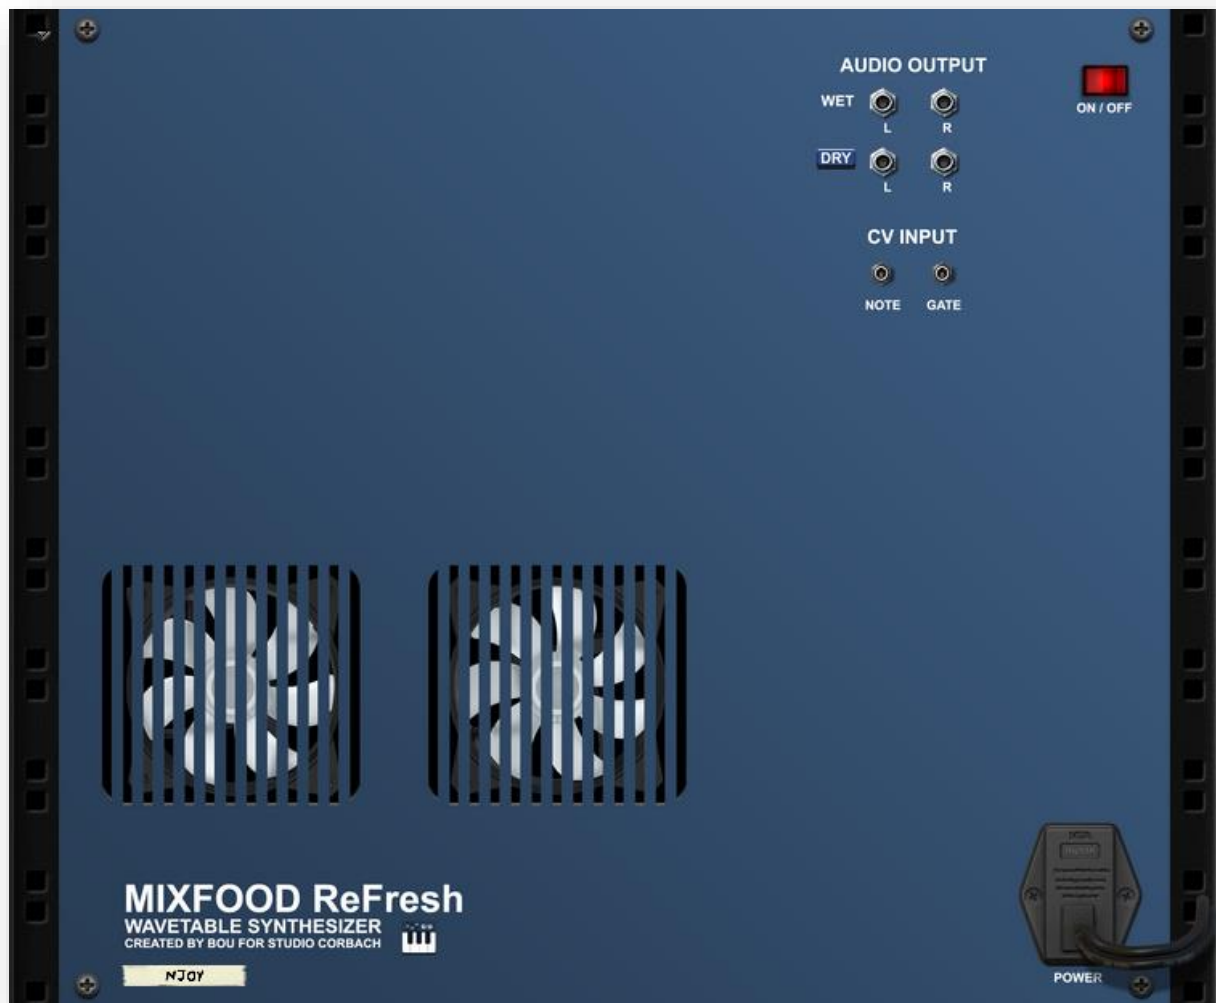 AUDIO OUTPUT
WET
L R
ON / OFF
DRY
L R
CV INPUT
NOTE GATE
MIXFOOD ReFresh
WAVETABLE SYNTHESIZER
CREATED BY BOU FOR STUDIO CORBACH
NJOY
POWER